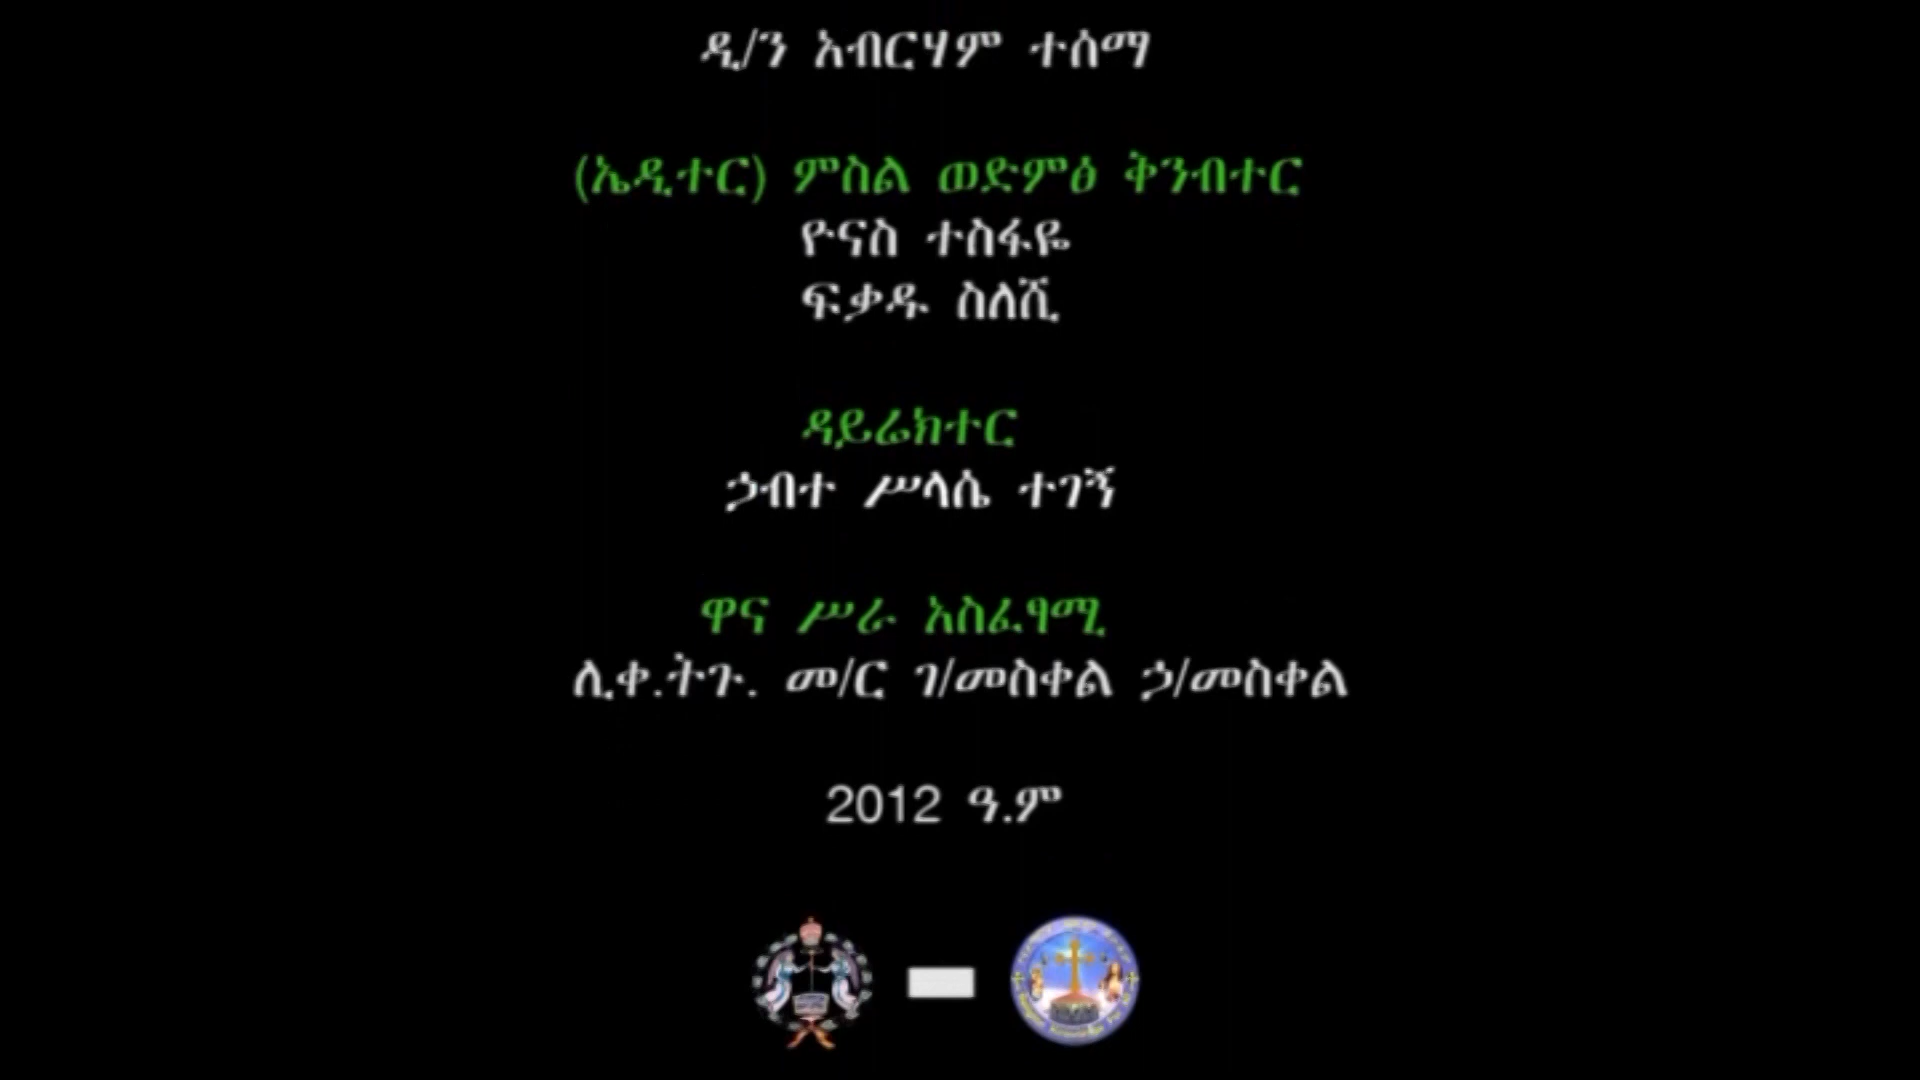 ዲ/ን አብርሃም ተሰማ
(ኤዲተር) ምስል ወድምፅ ቅንብተር
ዮናስ ተስፋዬ
ፍቃዱ ስለሺ
ዳይሬክተር
ኃብተ ሥላሴ ተገኝ
ዋና ሥራ አስፈፃሚ
ሊቀ.ትጉ. መ/ር ገ/መስቀል ኃ/መስቀል
2012 ዓ.ም